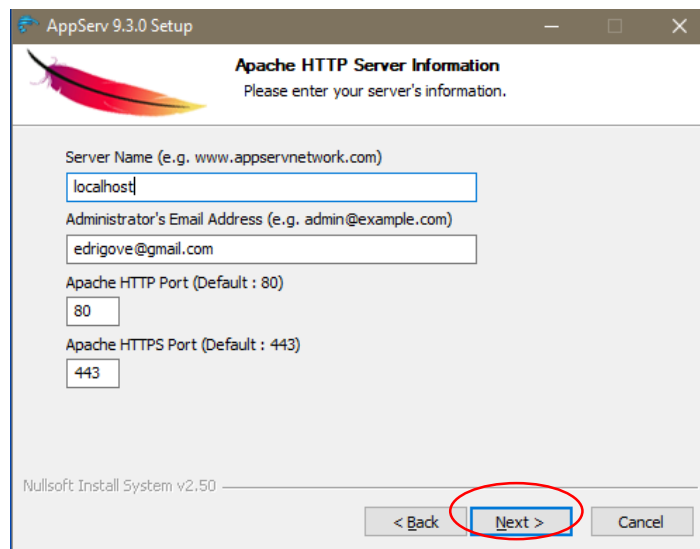 AppServ 9.3.0 Setup
Apache HTTP Server Information
Please enter your server's information.
Server Name (e.g. www.appservnetwork.com)
localhost
Administrator's Email Address (e.g. admin@example.com)
edrigove@gmail.com
Apache HTTP Port (Default : 80)
80
Apache HTTPS Port (Default : 443)
443
Nullsoft Install System v2.50
< Back Next > Cancel